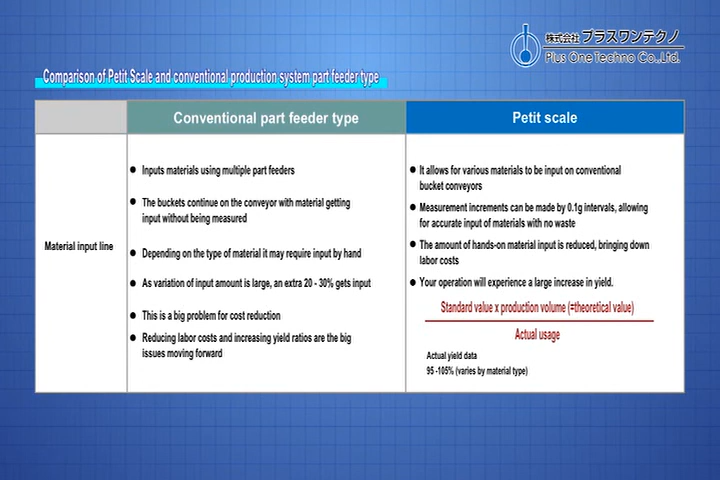 株式会社 プラスワンテクノ
Plus One Techno Co.,Ltd.
Comparison of Petit Scale and conventional production system part feeder type
Conventional part feeder type
Petit scale
Material input line
● Inputs materials using multiple part feeders
● The buckets continue on the conveyor with material getting
input without being measured
● Depending on the type of material it may require input by hand
● As variation of input amount is large, an extra 20 - 30% gets input
● This is a big problem for cost reduction
● Reducing labor costs and increasing yield ratios are the big
issues moving forward
● It allows for various materials to be input on conventional
bucket conveyors
● Measurement increments can be made by 0.1g intervals, allowing
for accurate input of materials with no waste
● The amount of hands-on material input is reduced, bringing down
labor costs
● Your operation will experience a large increase in yield.
Standard value x production volume (=theoretical value)
Actual usage
Actual yield data
95 -105% (varies by material type)